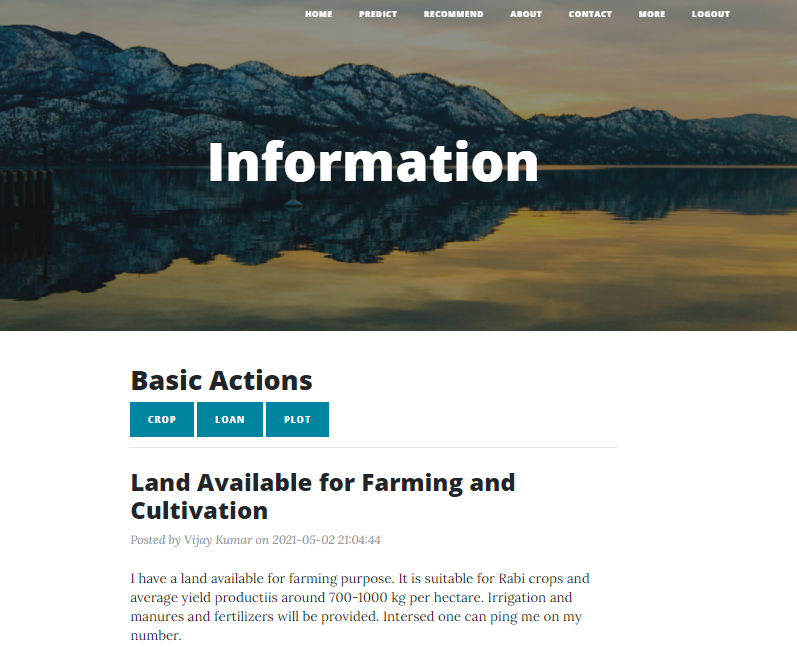 HOME PREDICT RECOMMEND ABOUT CONTACT MORE LOGOUT
Information
Basic Actions
CROP LOAN PLOT
Land Available for Farming and
Cultivation
Posted by Vijay Kumar on 2021-05-02 21:04:44
I have a land available for farming purpose. It is suitable for Rabi crops and
average yield productiis around 700-1000 kg per hectare. Irrigation and
manures and fertilizers will be provided. Intersed one can ping me on my
number.